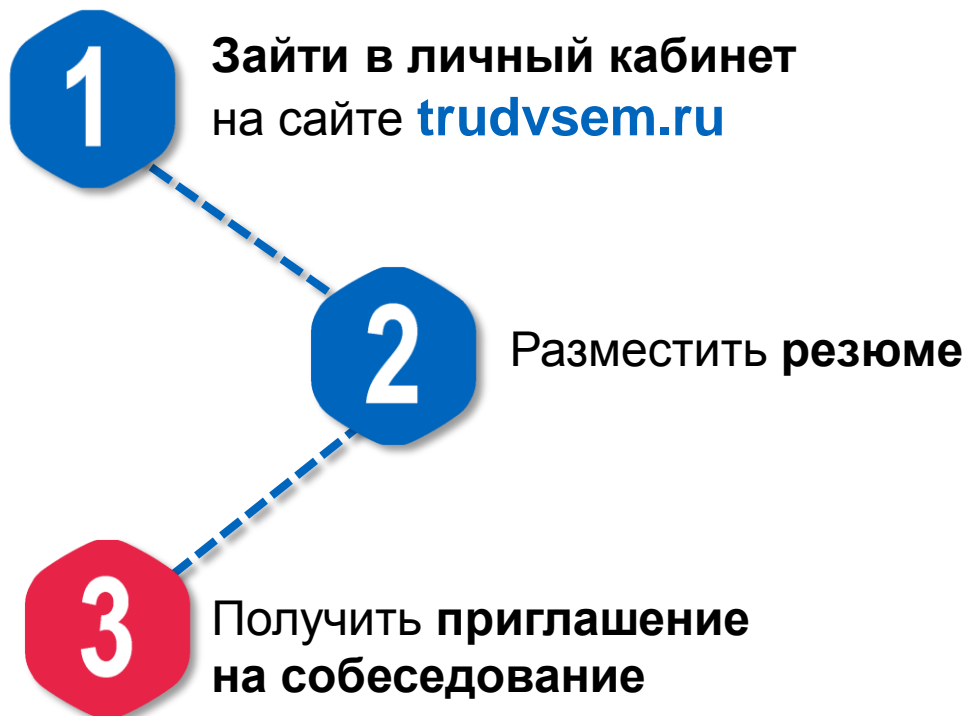 1
Зайти в личный кабинет
на сайте trudvsem.ru
2
Разместить резюме
3
Получить приглашение
на собеседование